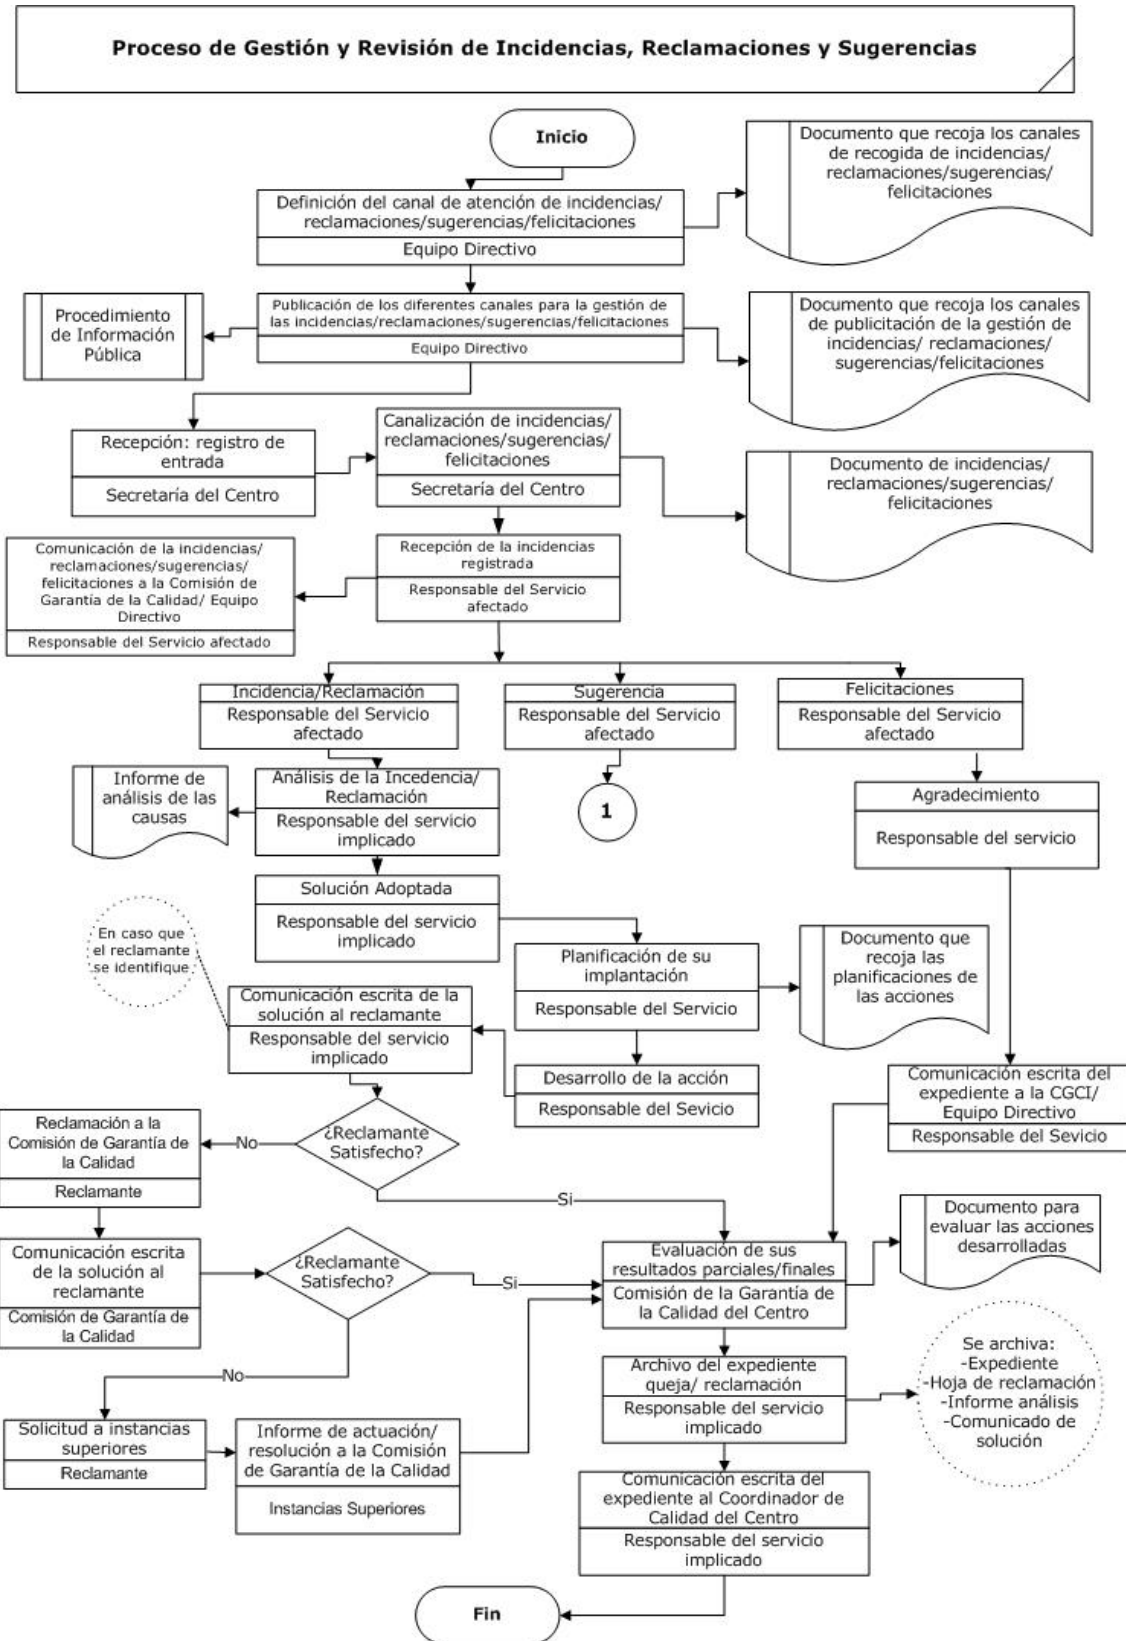 Proceso de Gestión y Revisión de Incidencias, Reclamaciones y Sugerencias
Inicio
Definición del canal de atención de incidencias/
reclamaciones/sugerencias/felicitaciones
Equipo Directivo
Documento que recoja los canales
de recogida de incidencias/
reclamaciones/sugerencias/
felicitaciones
Procedimiento
de Información
Pública
Publicación de los diferentes canales para la gestión de
las incidencias/reclamaciones/sugerencias/felicitaciones
Equipo Directivo
Documento que recoja los canales
de publicitación de la gestión de
incidencias/ reclamaciones/
sugerencias/felicitaciones
Recepción: registro de
entrada
Secretaría del Centro
Canalización de incidencias/
reclamaciones/sugerencias/
felicitaciones
Secretaría del Centro
Documento de incidencias/
reclamaciones/sugerencias/
felicitaciones
Comunicación de la incidencias/
reclamaciones/sugerencias/
felicitaciones a la Comisión de
Garantía de la Calidad/ Equipo
Directivo
Responsable del Servicio afectado
Recepción de la incidencias
registrada
Responsable del Servicio
afectado
Incidencia/Reclamación
Responsable del Servicio
afectado
Sugerencia
Responsable del Servicio
afectado
Felicitaciones
Responsable del Servicio
afectado
Informe de
análisis de las
causas
Análisis de la Incedencia/
Reclamación
Responsable del servicio
implicado
1
Agradecimiento
Responsable del servicio
Solución Adoptada
Responsable del servicio
implicado
En caso que
el reclamante
se identifique
Planificación de su
implantación
Responsable del Servicio
Documento que
recoja las
planificaciones de
las acciones
Comunicación escrita de la
solución al reclamante
Responsable del servicio
implicado
Desarrollo de la acción
Responsable del Sevicio
Comunicación escrita del
expediente a la CGCI/
Equipo Directivo
Responsable del Sevicio
Reclamación a la
Comisión de Garantía de
la Calidad
Reclamante
No
¿Reclamante
Satisfecho?
Si
Comunicación escrita
de la solución al
reclamante
Comisión de Garantía de
la Calidad
¿Reclamante
Satisfecho?
Si
Evaluación de sus
resultados parciales/finales
Comisión de la Garantía de
la Calidad del Centro
Documento para
evaluar las acciones
desarrolladas
No
Archivo del expediente
queja/ reclamación
Responsable del servicio
implicado
Se archiva:
-Expediente
-Hoja de reclamación
-Informe análisis
-Comunicado de
solución
Solicitud a instancias
superiores
Reclamante
Informe de actuación/
resolución a la Comisión
de Garantía de la Calidad
Instancias Superiores
Comunicación escrita del
expediente al Coordinador de
Calidad del Centro
Responsable del servicio
implicado
Fin